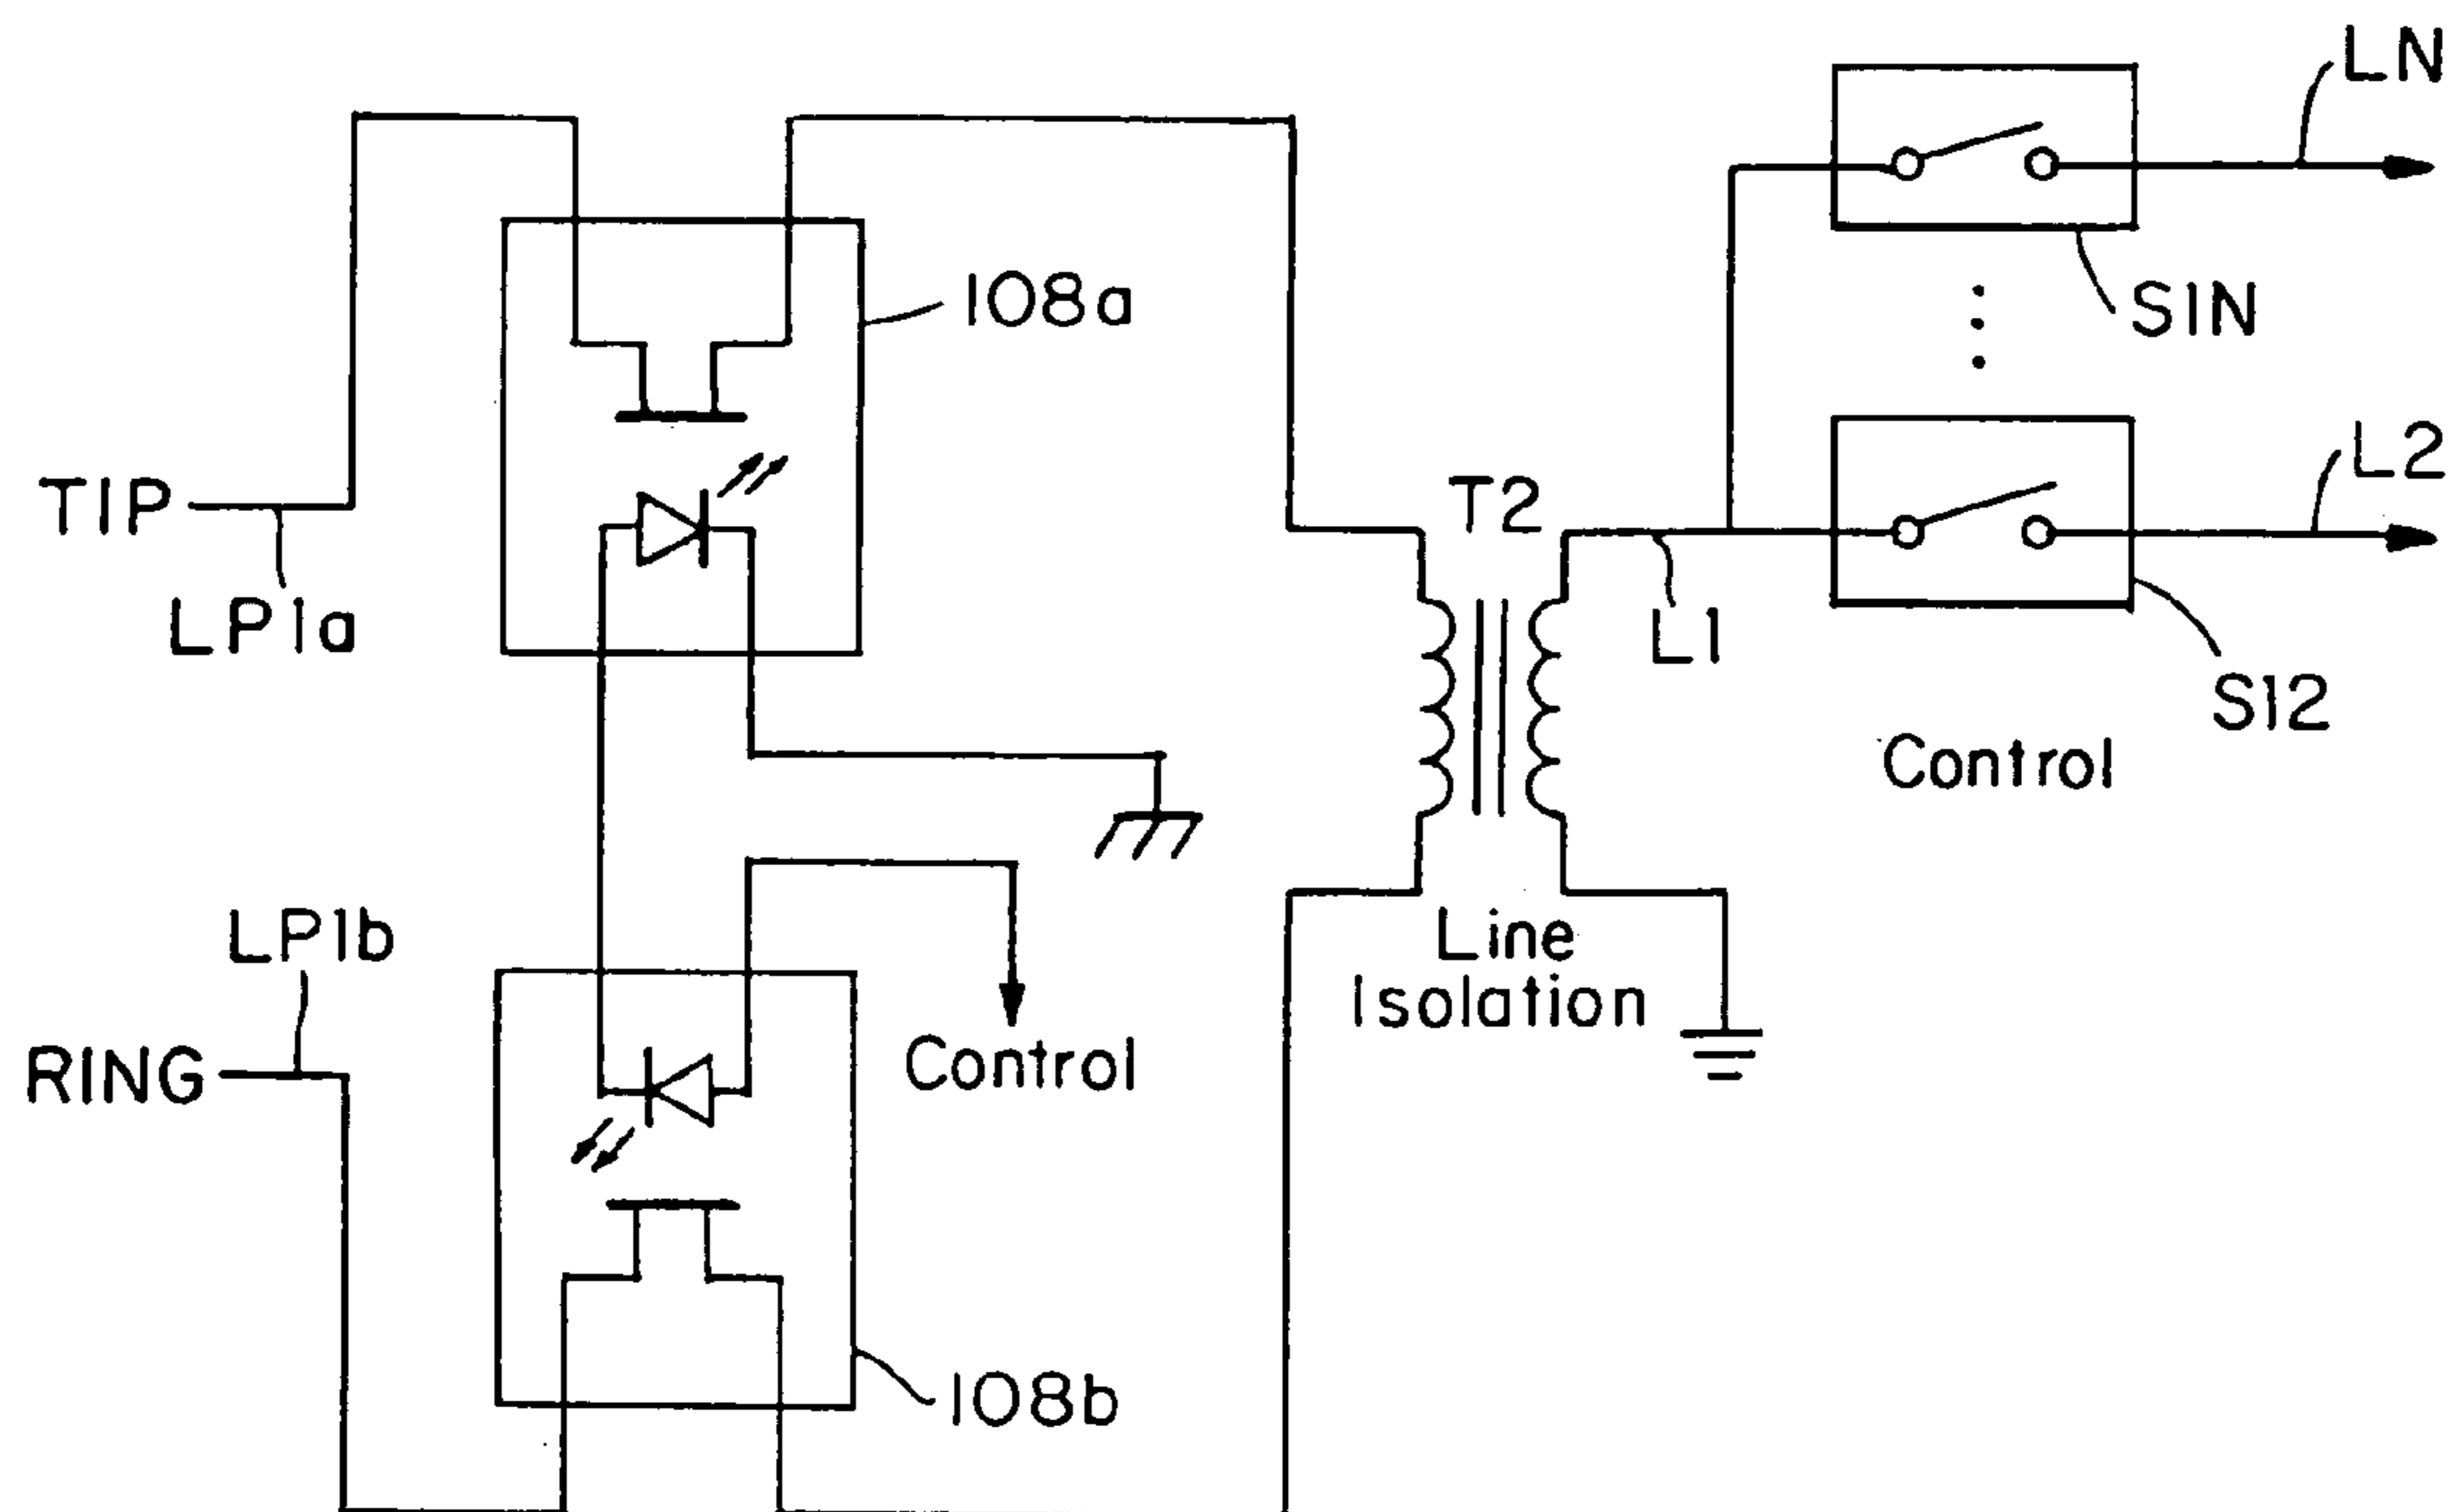 LN
S1N
108a
TIP
LP1a
T2
L1
L2
S12
Control
Line
Isolation
LP1b
RING
Control
108b